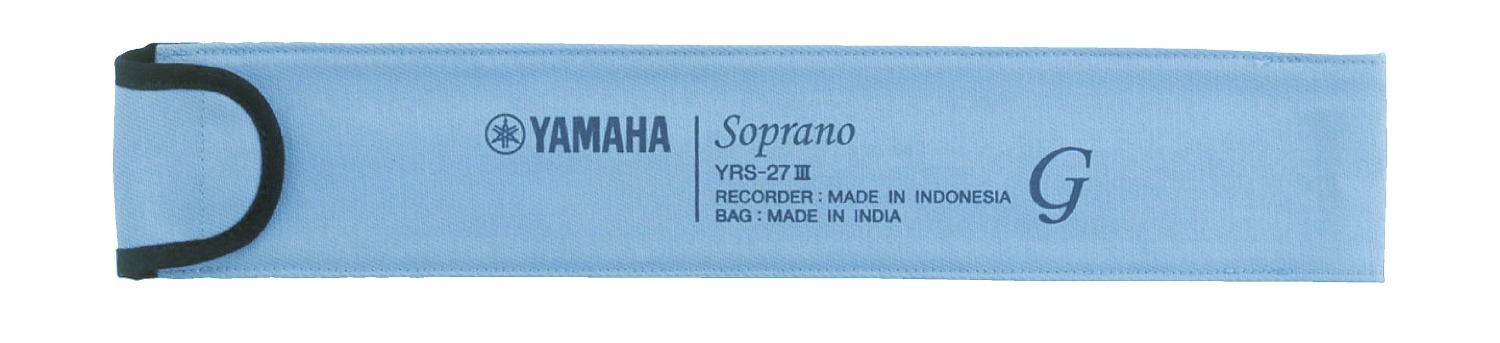 YAMAHA
Soprano
YRS-27III
RECORDER : MADE IN INDONESIA
BAG : MADE IN INDIA
G